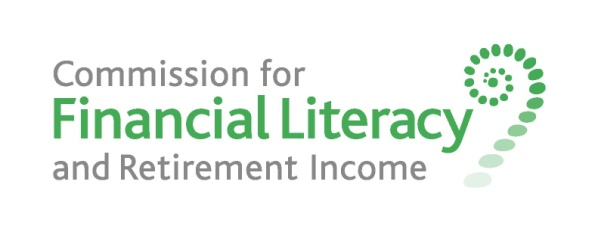 Commission for
Financial Literacy
and Retirement Income